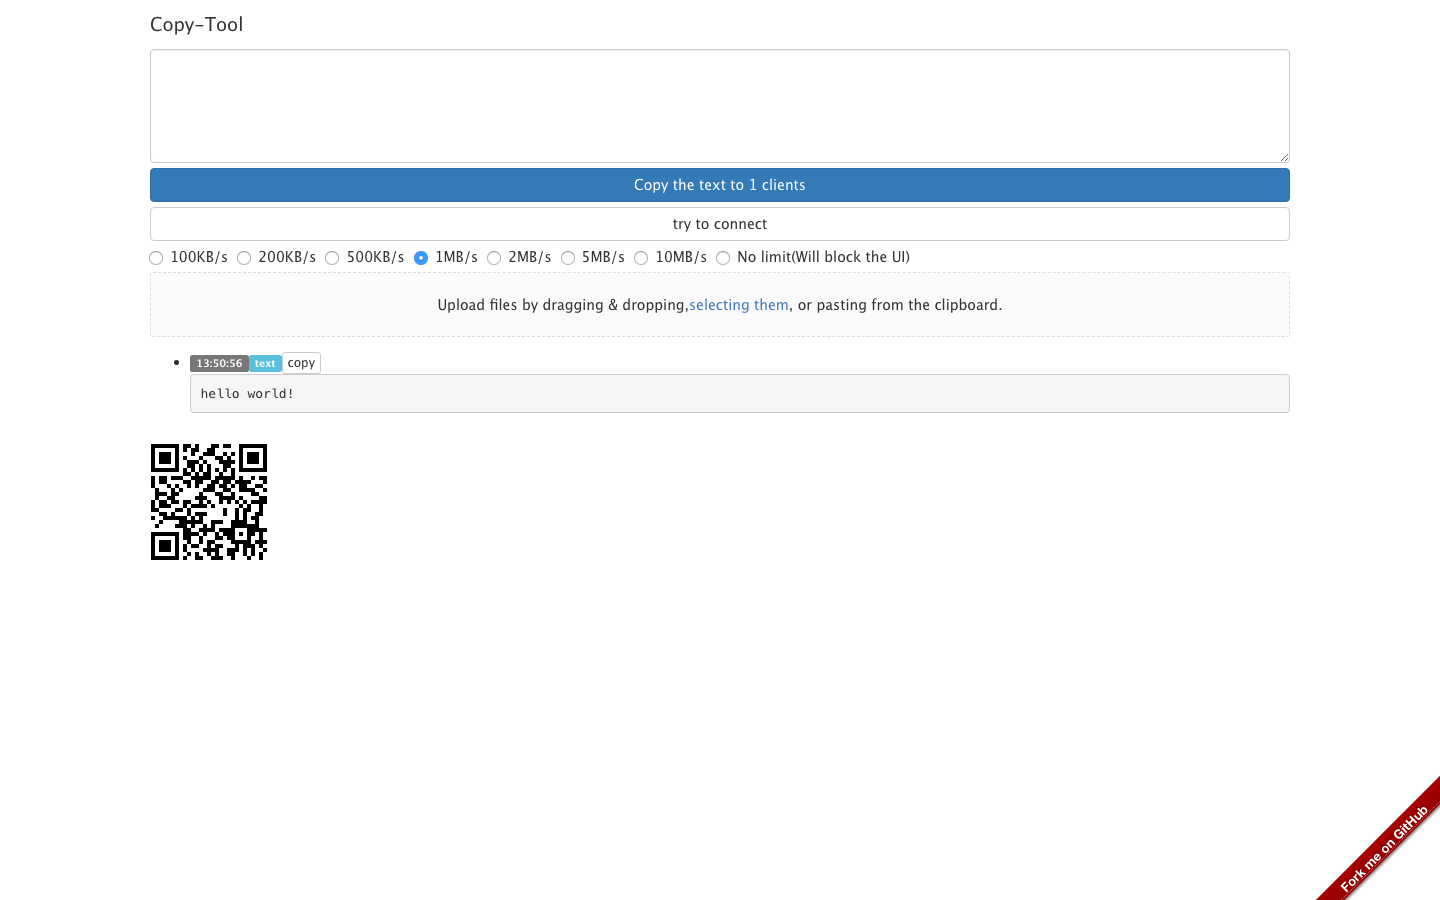 Copy-Tool
Copy the text to 1 clients
try to connect
100KB/s 200KB/s 500KB/s 1MB/s 2MB/s 5MB/s 10MB/s No limit(Will block the UI)
Upload files by dragging & dropping,selecting them, or pasting from the clipboard.
13:50:56 text copy
hello world!
Fork me on GitHub